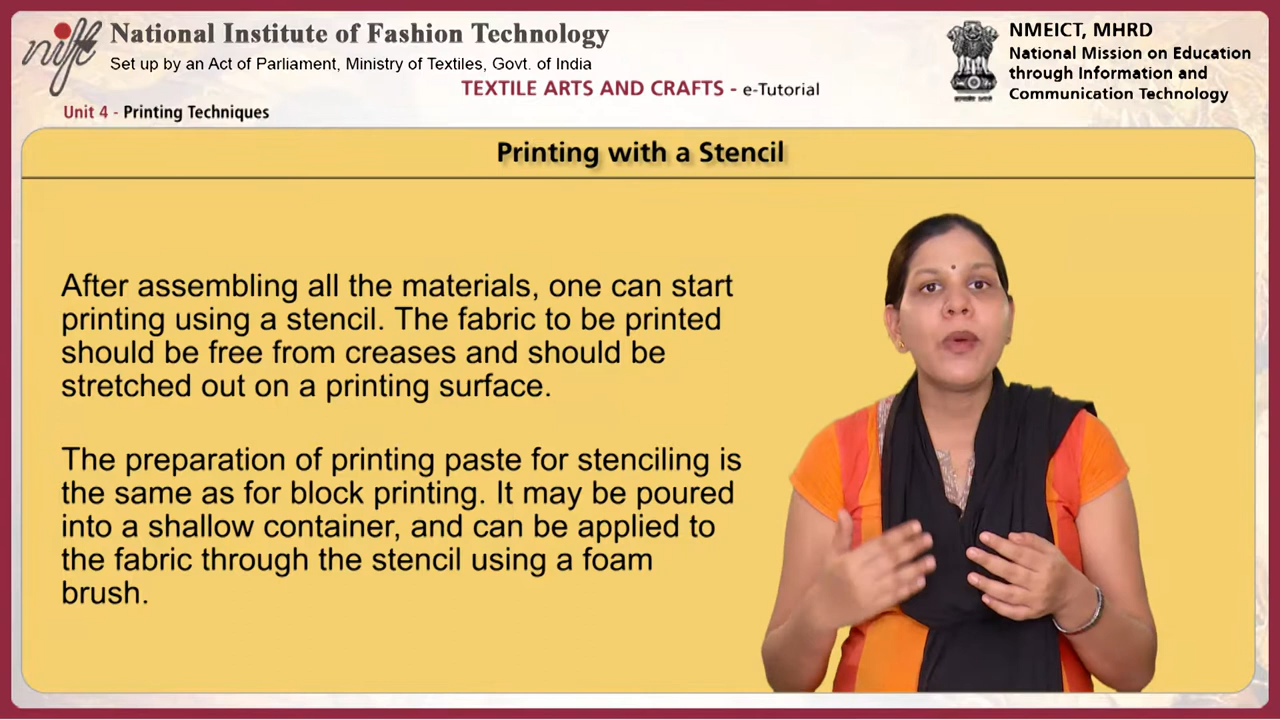 nift
National Institute of Fashion Technology
Set up by an Act of Parliament, Ministry of Textiles, Govt. of India
TEXTILE ARTS AND CRAFTS - e-Tutorial
Unit 4 - Printing Techniques
NMEICT, MHRD
National Mission on Education
through Information and
Communication Technology
Printing with a Stencil
After assembling all the materials, one can start
printing using a stencil. The fabric to be printed
should be free from creases and should be
stretched out on a printing surface.
The preparation of printing paste for stenciling is
the same as for block printing. It may be poured
into a shallow container, and can be applied to
the fabric through the stencil using a foam
brush.